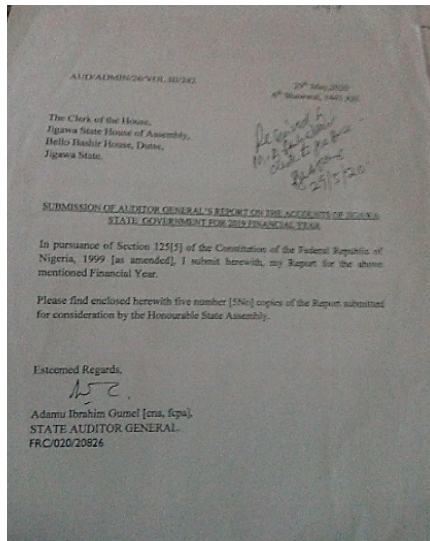 AUD/ADMIN/26/VOL.III/242
29th May, 2020
6th Shawwal, 1441 AH
The Clerk of the House,
Jigawa State House of Assembly,
Bello Bashir House, Dutse,
Jigawa State.
Received by
29/5/20
SUBMISSION OF AUDITOR GENERAL'S REPORT ON THE ACCOUNTS OF JIGAWA
STATE GOVERNMENT FOR 2019 FINANCIAL YEAR
In pursuance of Section 125[5] of the Constitution of the Federal Republic of
Nigeria, 1999 [as amended], I submit herewith, my Report for the above
mentioned Financial Year.
Please find enclosed herewith five number [5No] copies of the Report submitted
for consideration by the Honourable State Assembly.
Esteemed Regards,
Adamu Ibrahim Gumel [cna, fcpa],
STATE AUDITOR GENERAL.
FRC/020/20826